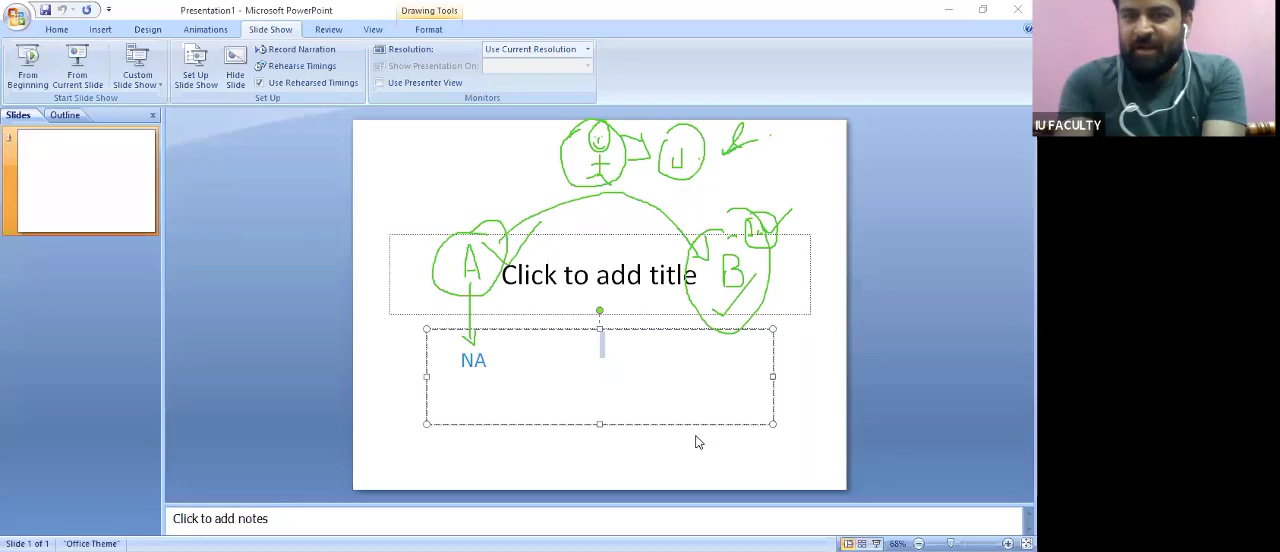 Presentation1 - Microsoft PowerPoint
Drawing Tools
Home Insert Design Animations Slide Show Review View Format
Record Narration
Rehearse Timings
Use Rehearsed Timings
From Beginning
From Current Slide
Custom Slide Show
Set Up Slide Show
Hide Slide
Resolution: Use Current Resolution
Show Presentation On:
Use Presenter View
Start Slide Show
Set Up
Monitors
IU FACULTY
Slides Outline
1
J
A
B
Click to add title
NA
Click to add notes
Slide 1 of 1
"Office Theme"
68%